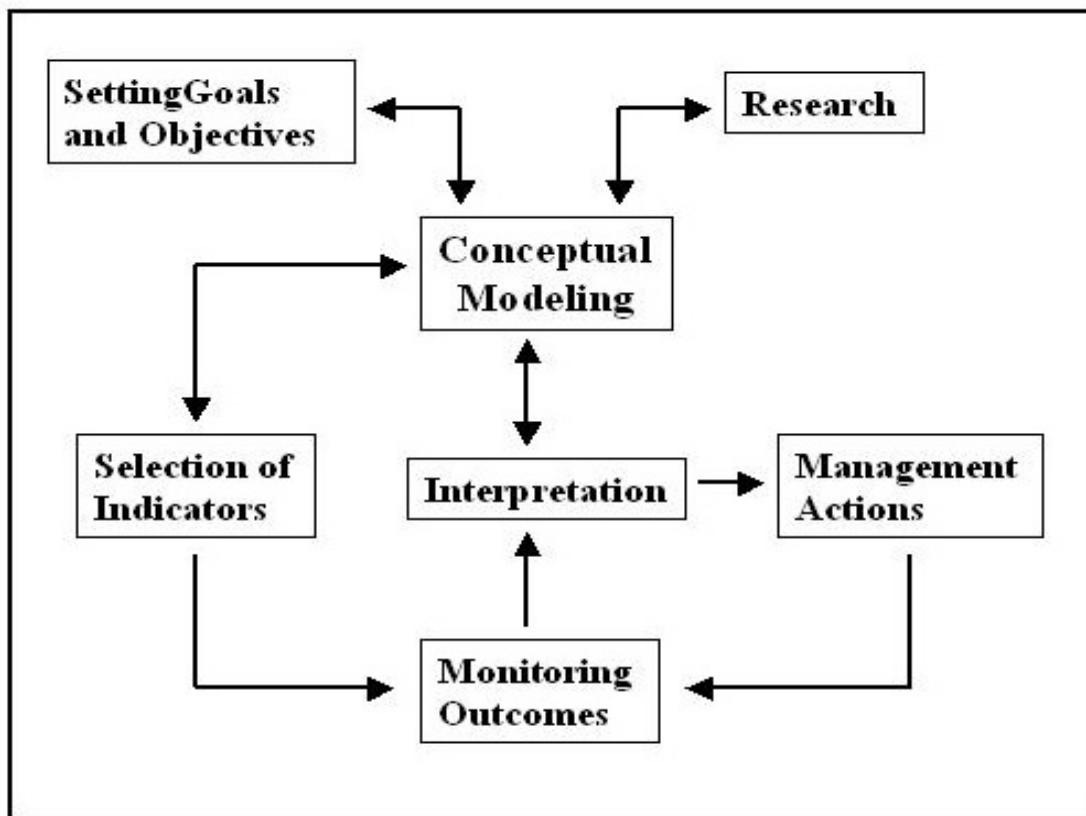 SettingGoals
and Objectives
Research
Conceptual
Modeling
Selection of
Indicators
Interpretation
Management
Actions
Monitoring
Outcomes